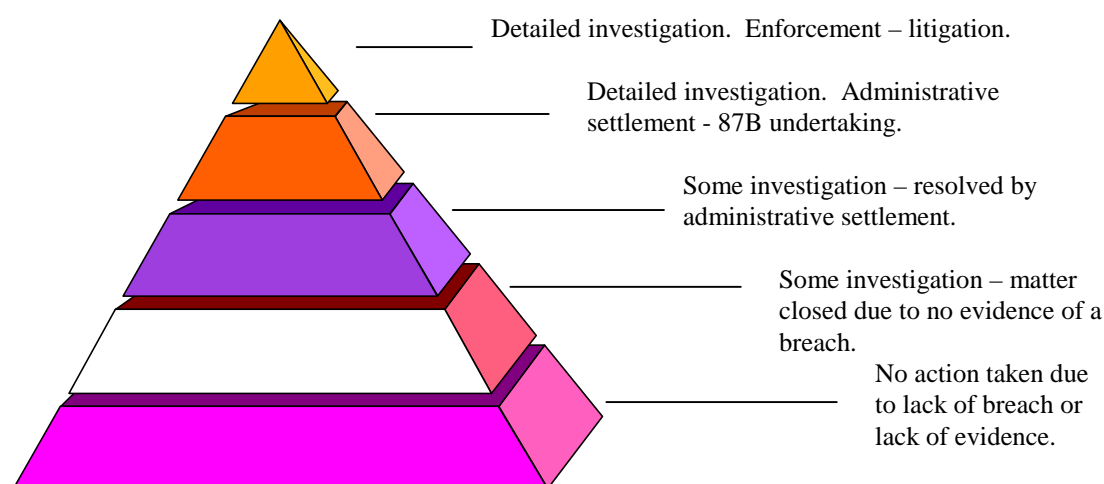 Detailed investigation.  Enforcement – litigation.
Detailed investigation.  Administrative
settlement - 87B undertaking.
Some investigation – resolved by
administrative settlement.
Some investigation – matter
closed due to no evidence of a
breach.
No action taken due
to lack of breach or
lack of evidence.